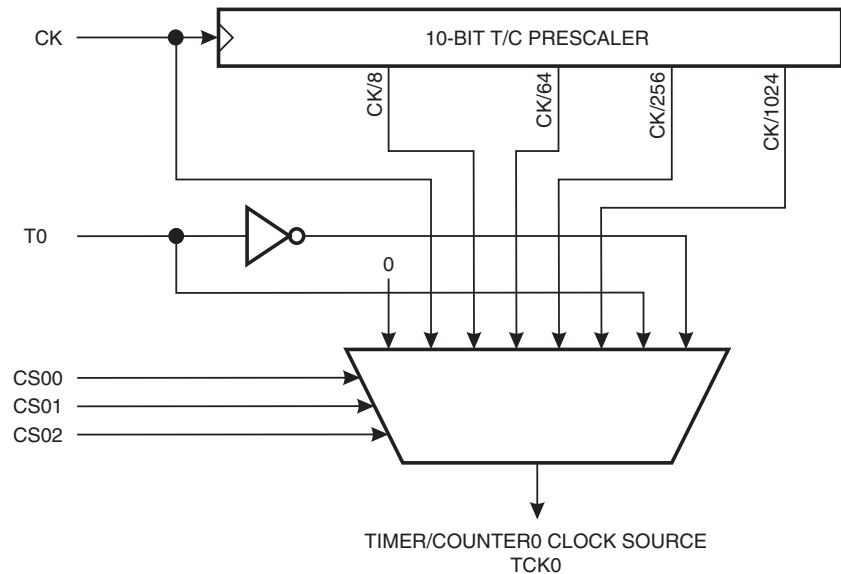 CK
10-BIT T/C PRESCALER
CK/8
CK/64
CK/256
CK/1024
T0
0
CS00
CS01
CS02
TIMER/COUNTER0 CLOCK SOURCE
TCK0